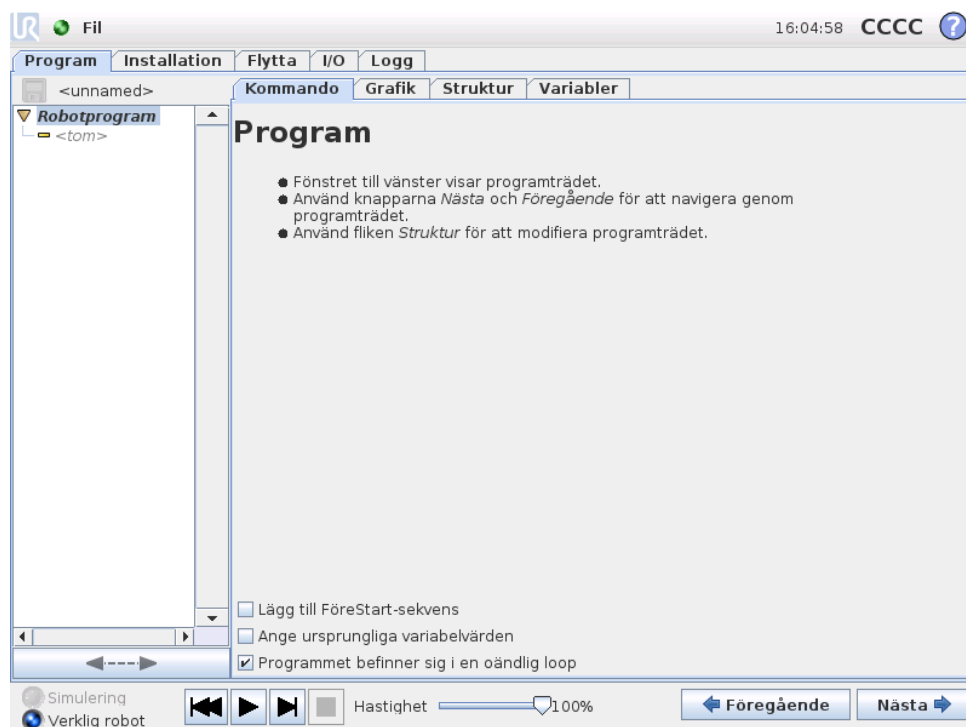 UR Fil 16:04:58 CCCC ?
Program Installation Flytta I/O Logg
<unnamed> Kommando Grafik Struktur Variabler
Robotprogram
<tom>
Program
Fönstret till vänster visar programträdet.
Använd knapparna Nästa och Föregående för att navigera genom
programträdet.
Använd fliken Struktur för att modifiera programträdet.
Lägg till FöreStart-sekvens
Ange ursprungliga variabelvärden
Programmet befinner sig i en oändlig loop
Simulering
Verklig robot
Hastighet 100% Föregående Nästa